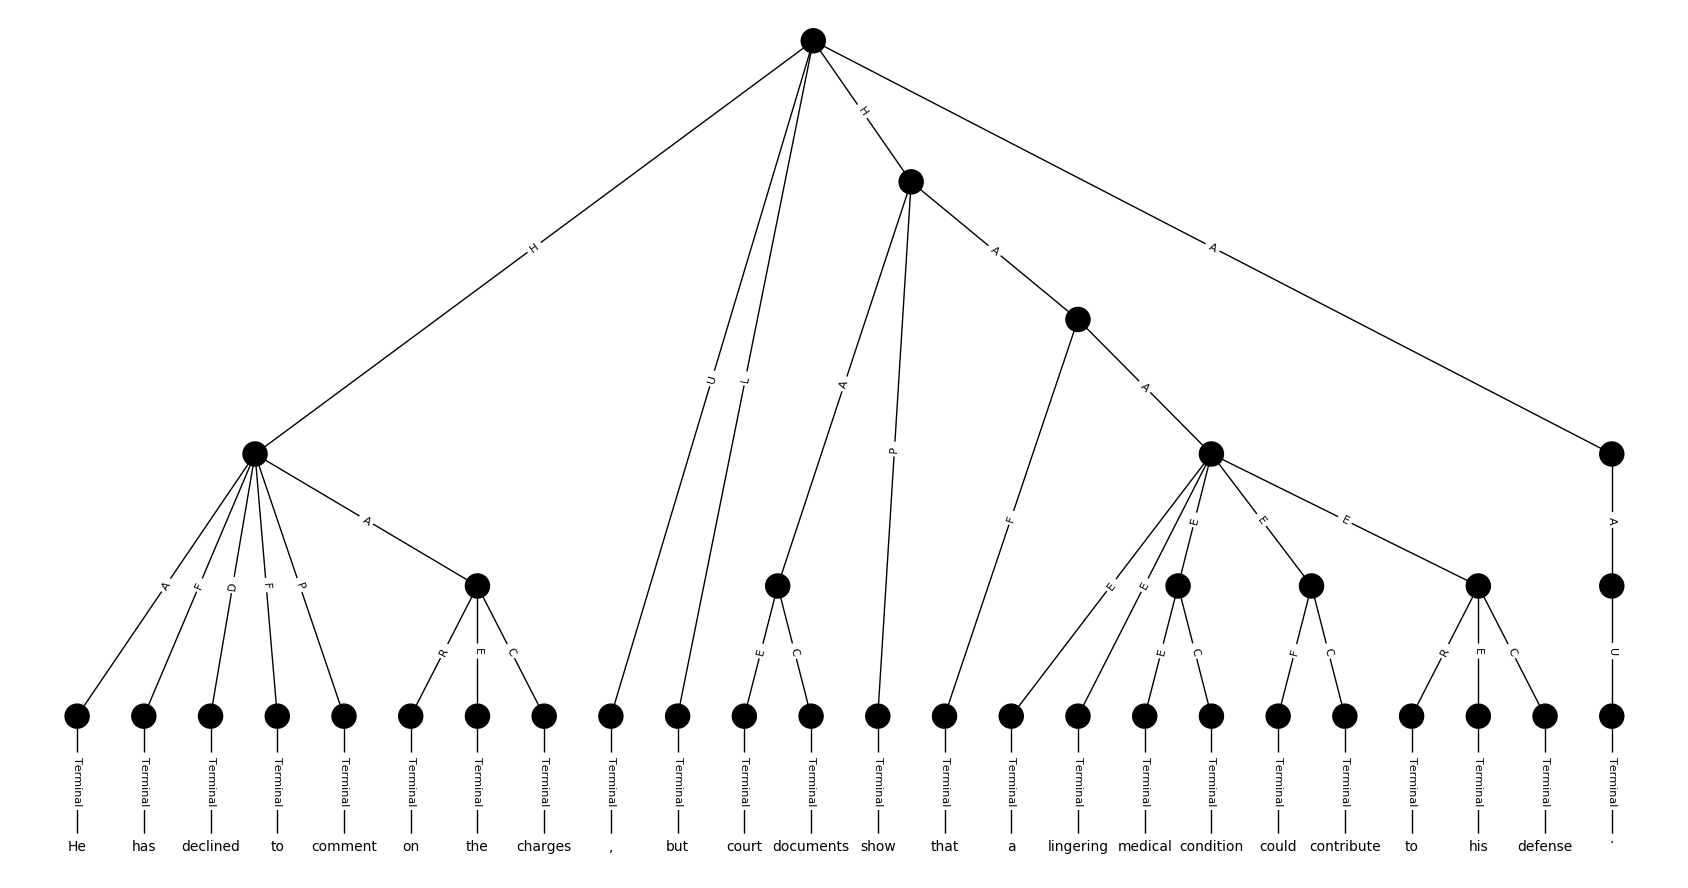 H
H
A
A
U
L
A
A
P
A
F
A
E
E
E
A
A
F
D
F
P
E
E
R
E
C
E
C
E
C
F
C
R
E
C
U
Terminal Terminal Terminal Terminal Terminal Terminal Terminal Terminal Terminal Terminal Terminal Terminal Terminal Terminal Terminal Terminal Terminal Terminal Terminal Terminal Terminal Terminal Terminal Terminal
He has declined to comment on the charges , but court documents show that a lingering medical condition could contribute to his defense .